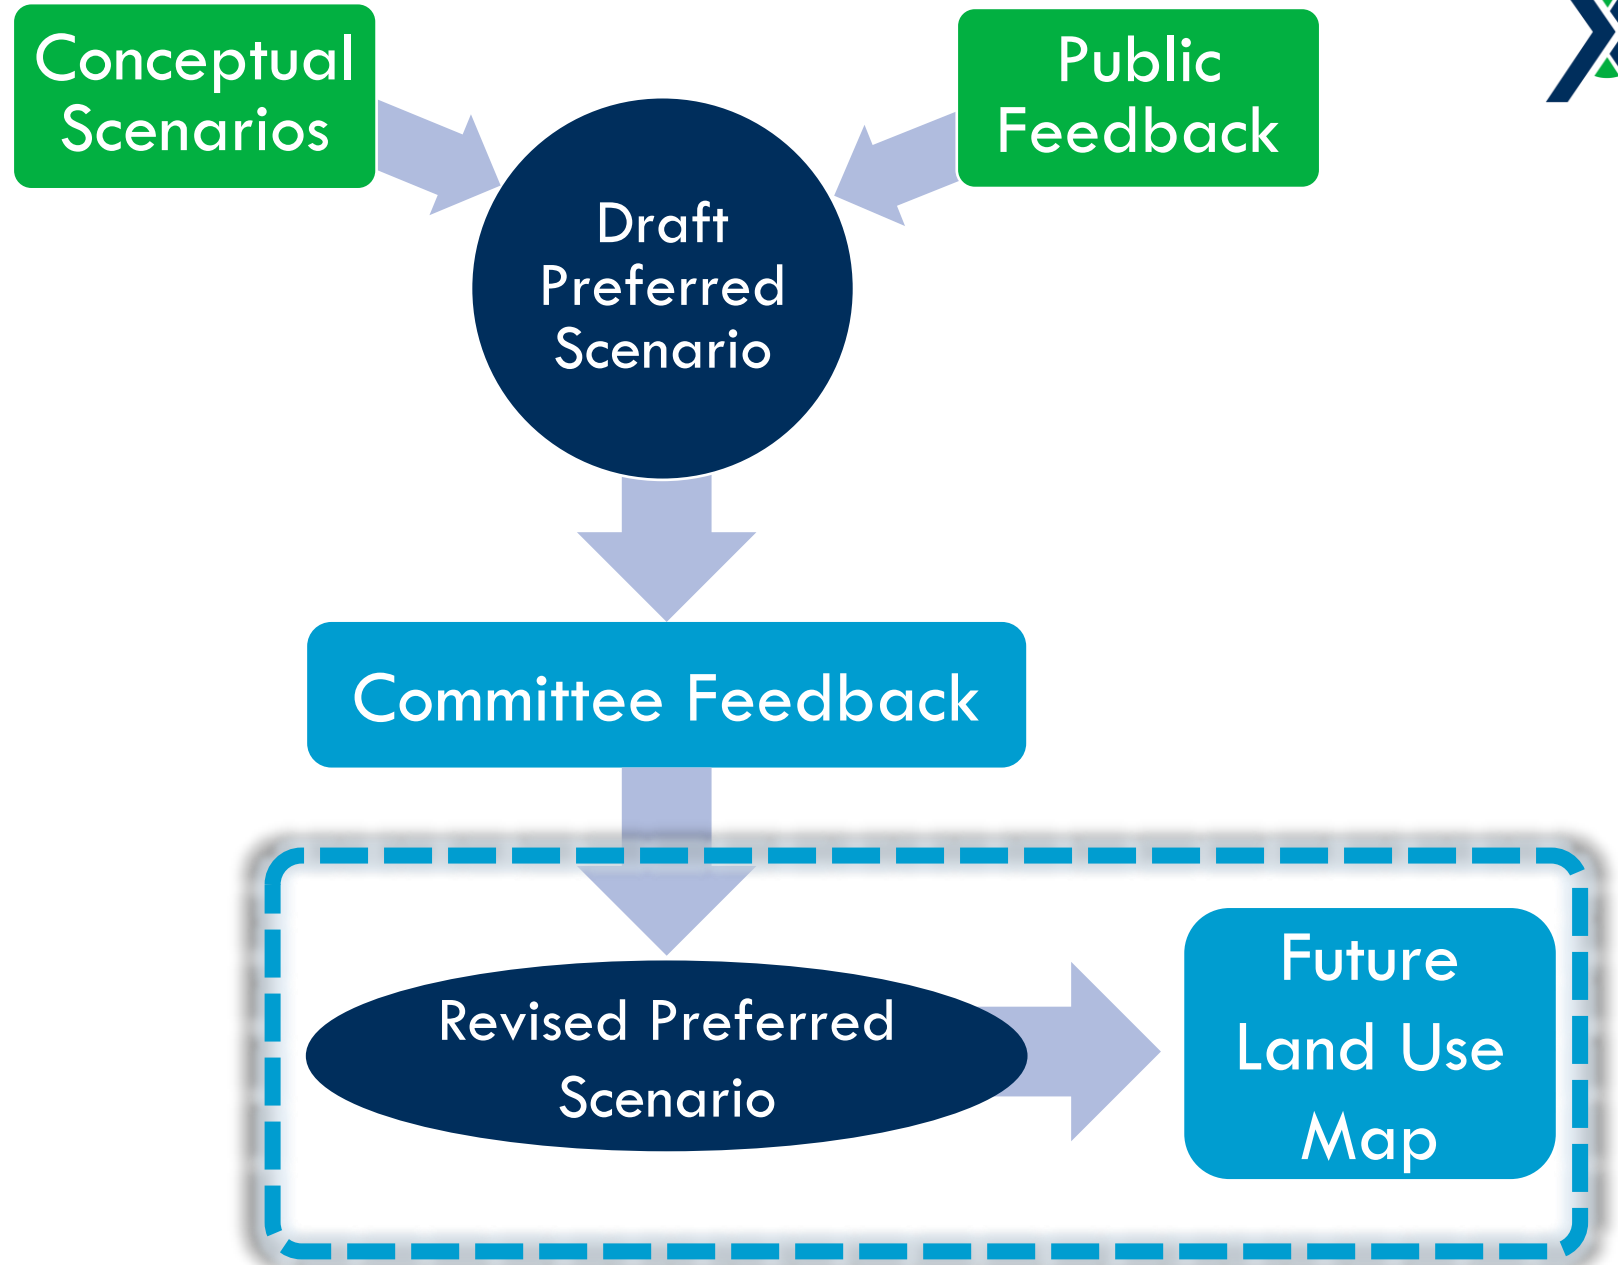 Conceptual
Scenarios
Public
Feedback
Draft
Preferred
Scenario
Committee Feedback
Revised Preferred
Scenario
Future
Land Use
Map